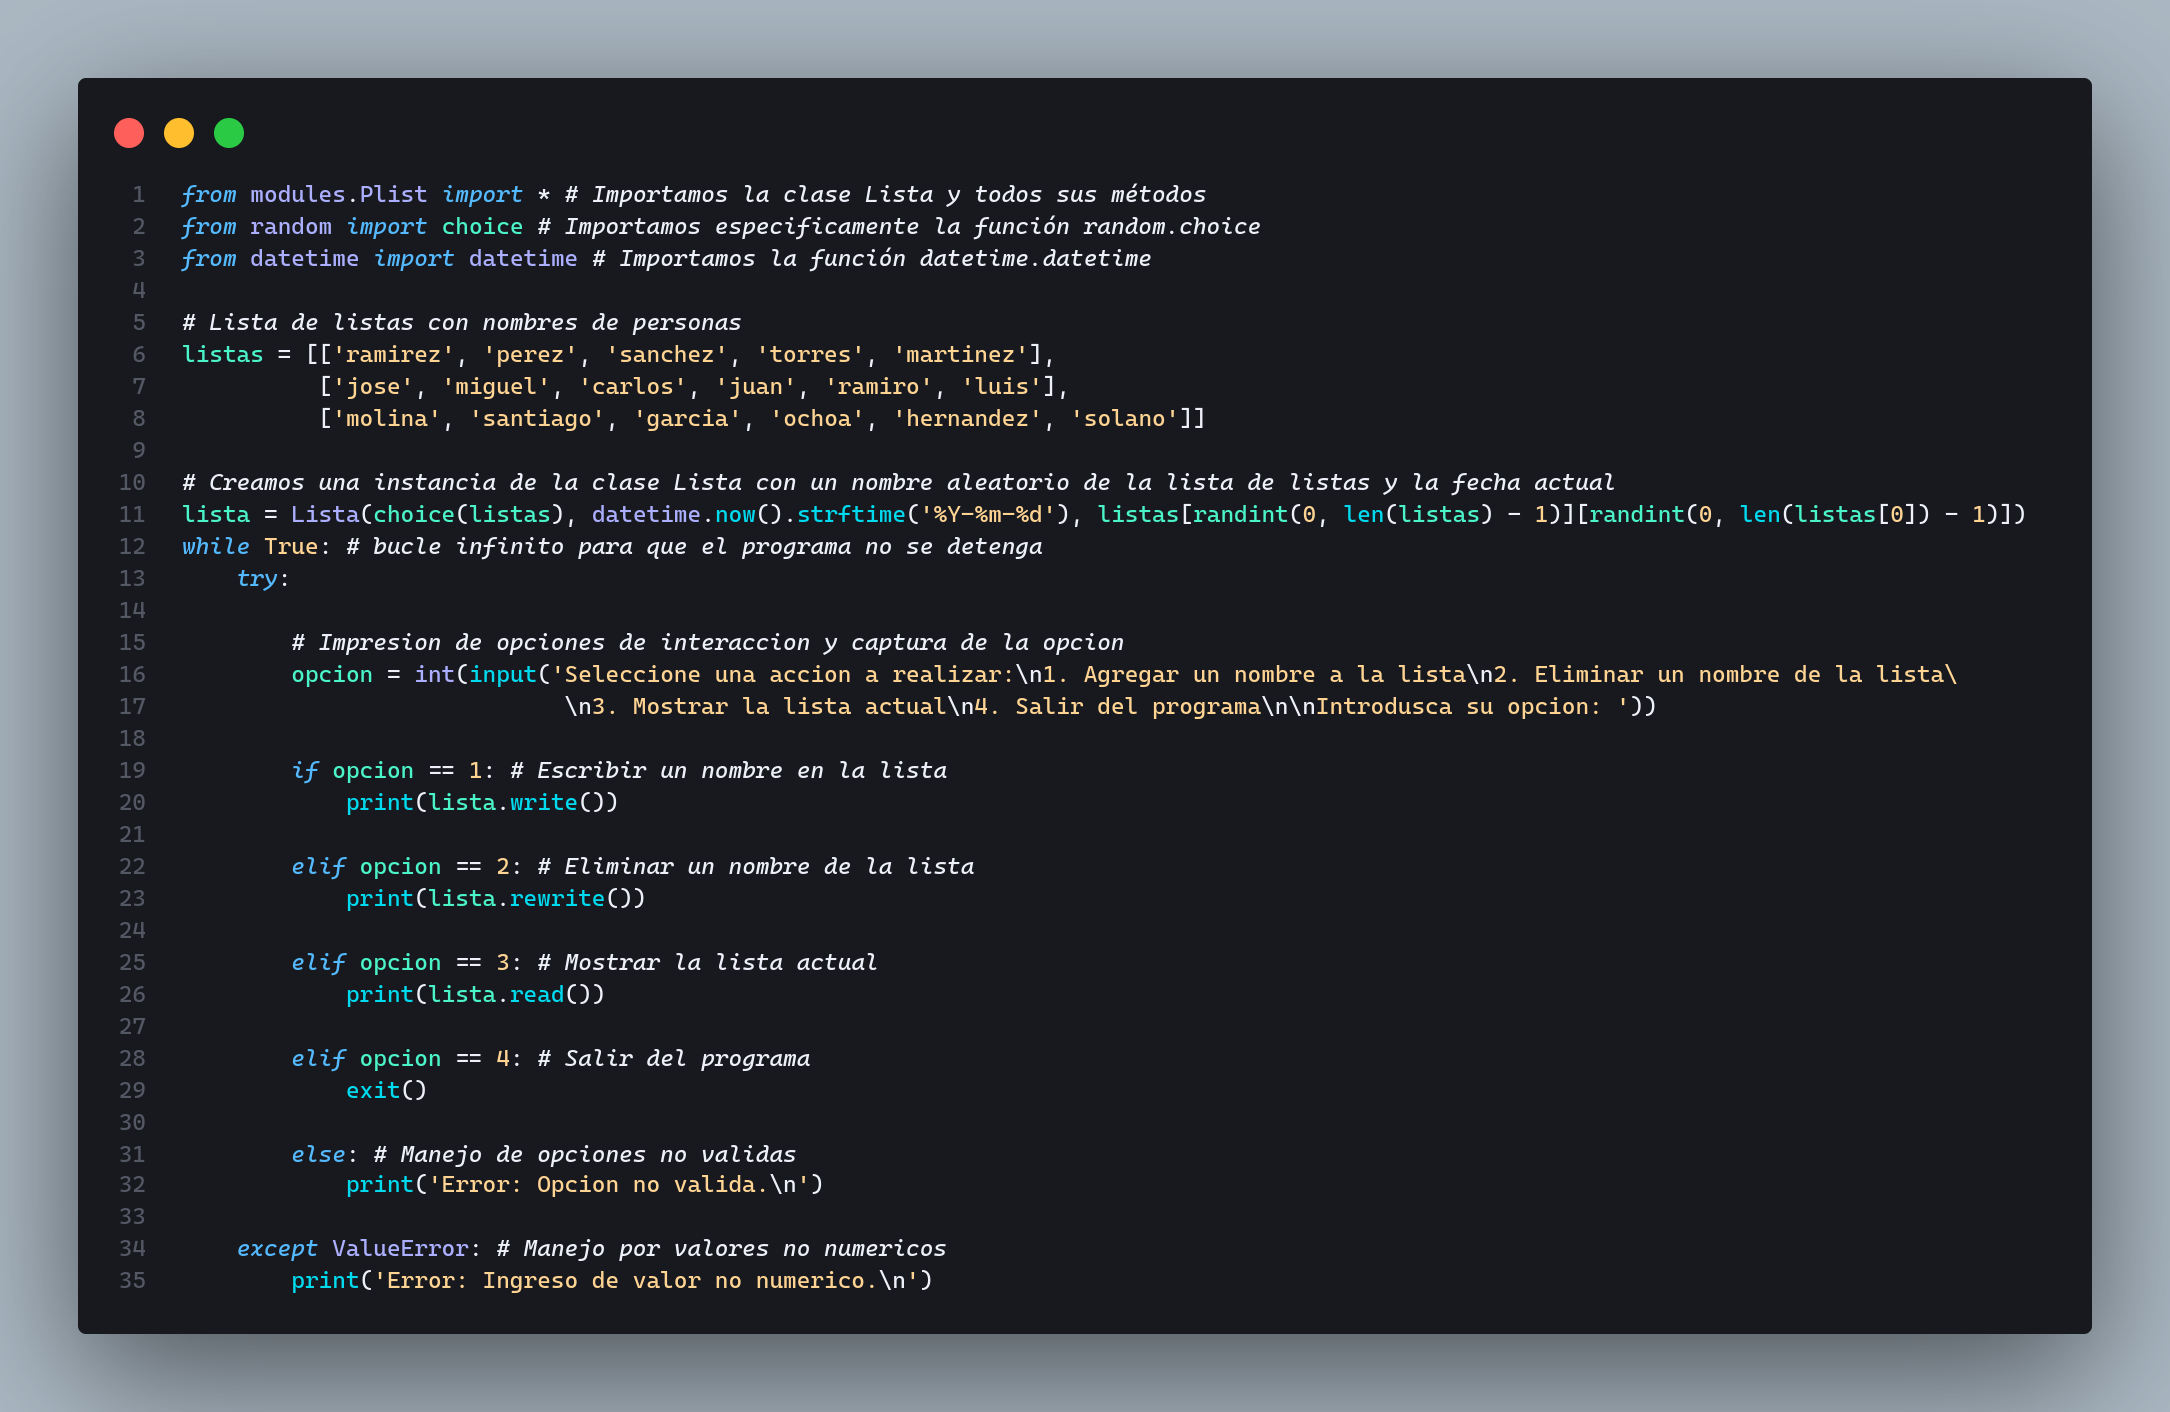 1 from modules.Plist import * # Importamos la clase Lista y todos sus métodos
2 from random import choice # Importamos especificamente la función random.choice
3 from datetime import datetime # Importamos la función datetime.datetime
4
5 # Lista de listas con nombres de personas
6 listas = [['ramirez', 'perez', 'sanchez', 'torres', 'martinez'],
7           ['jose', 'miguel', 'carlos', 'juan', 'ramiro', 'luis'],
8           ['molina', 'santiago', 'garcia', 'ochoa', 'hernandez', 'solano']]
9
10 # Creamos una instancia de la clase Lista con un nombre aleatorio de la lista de listas y la fecha actual
11 lista = Lista(choice(listas), datetime.now().strftime('%Y-%m-%d'), listas[randint(0, len(listas) - 1)][randint(0, len(listas[0]) - 1)])
12 while True: # bucle infinito para que el programa no se detenga
13     try:
14
15         # Impresion de opciones de interaccion y captura de la opcion
16         opcion = int(input('Seleccione una accion a realizar:\n1. Agregar un nombre a la lista\n2. Eliminar un nombre de la lista\
17                             \n3. Mostrar la lista actual\n4. Salir del programa\n\nIntrodusca su opcion: '))
18
19         if opcion == 1: # Escribir un nombre en la lista
20             print(lista.write())
21
22         elif opcion == 2: # Eliminar un nombre de la lista
23             print(lista.rewrite())
24
25         elif opcion == 3: # Mostrar la lista actual
26             print(lista.read())
27
28         elif opcion == 4: # Salir del programa
29             exit()
30
31         else: # Manejo de opciones no validas
32             print('Error: Opcion no valida.\n')
33
34     except ValueError: # Manejo por valores no numericos
35         print('Error: Ingreso de valor no numerico.\n')